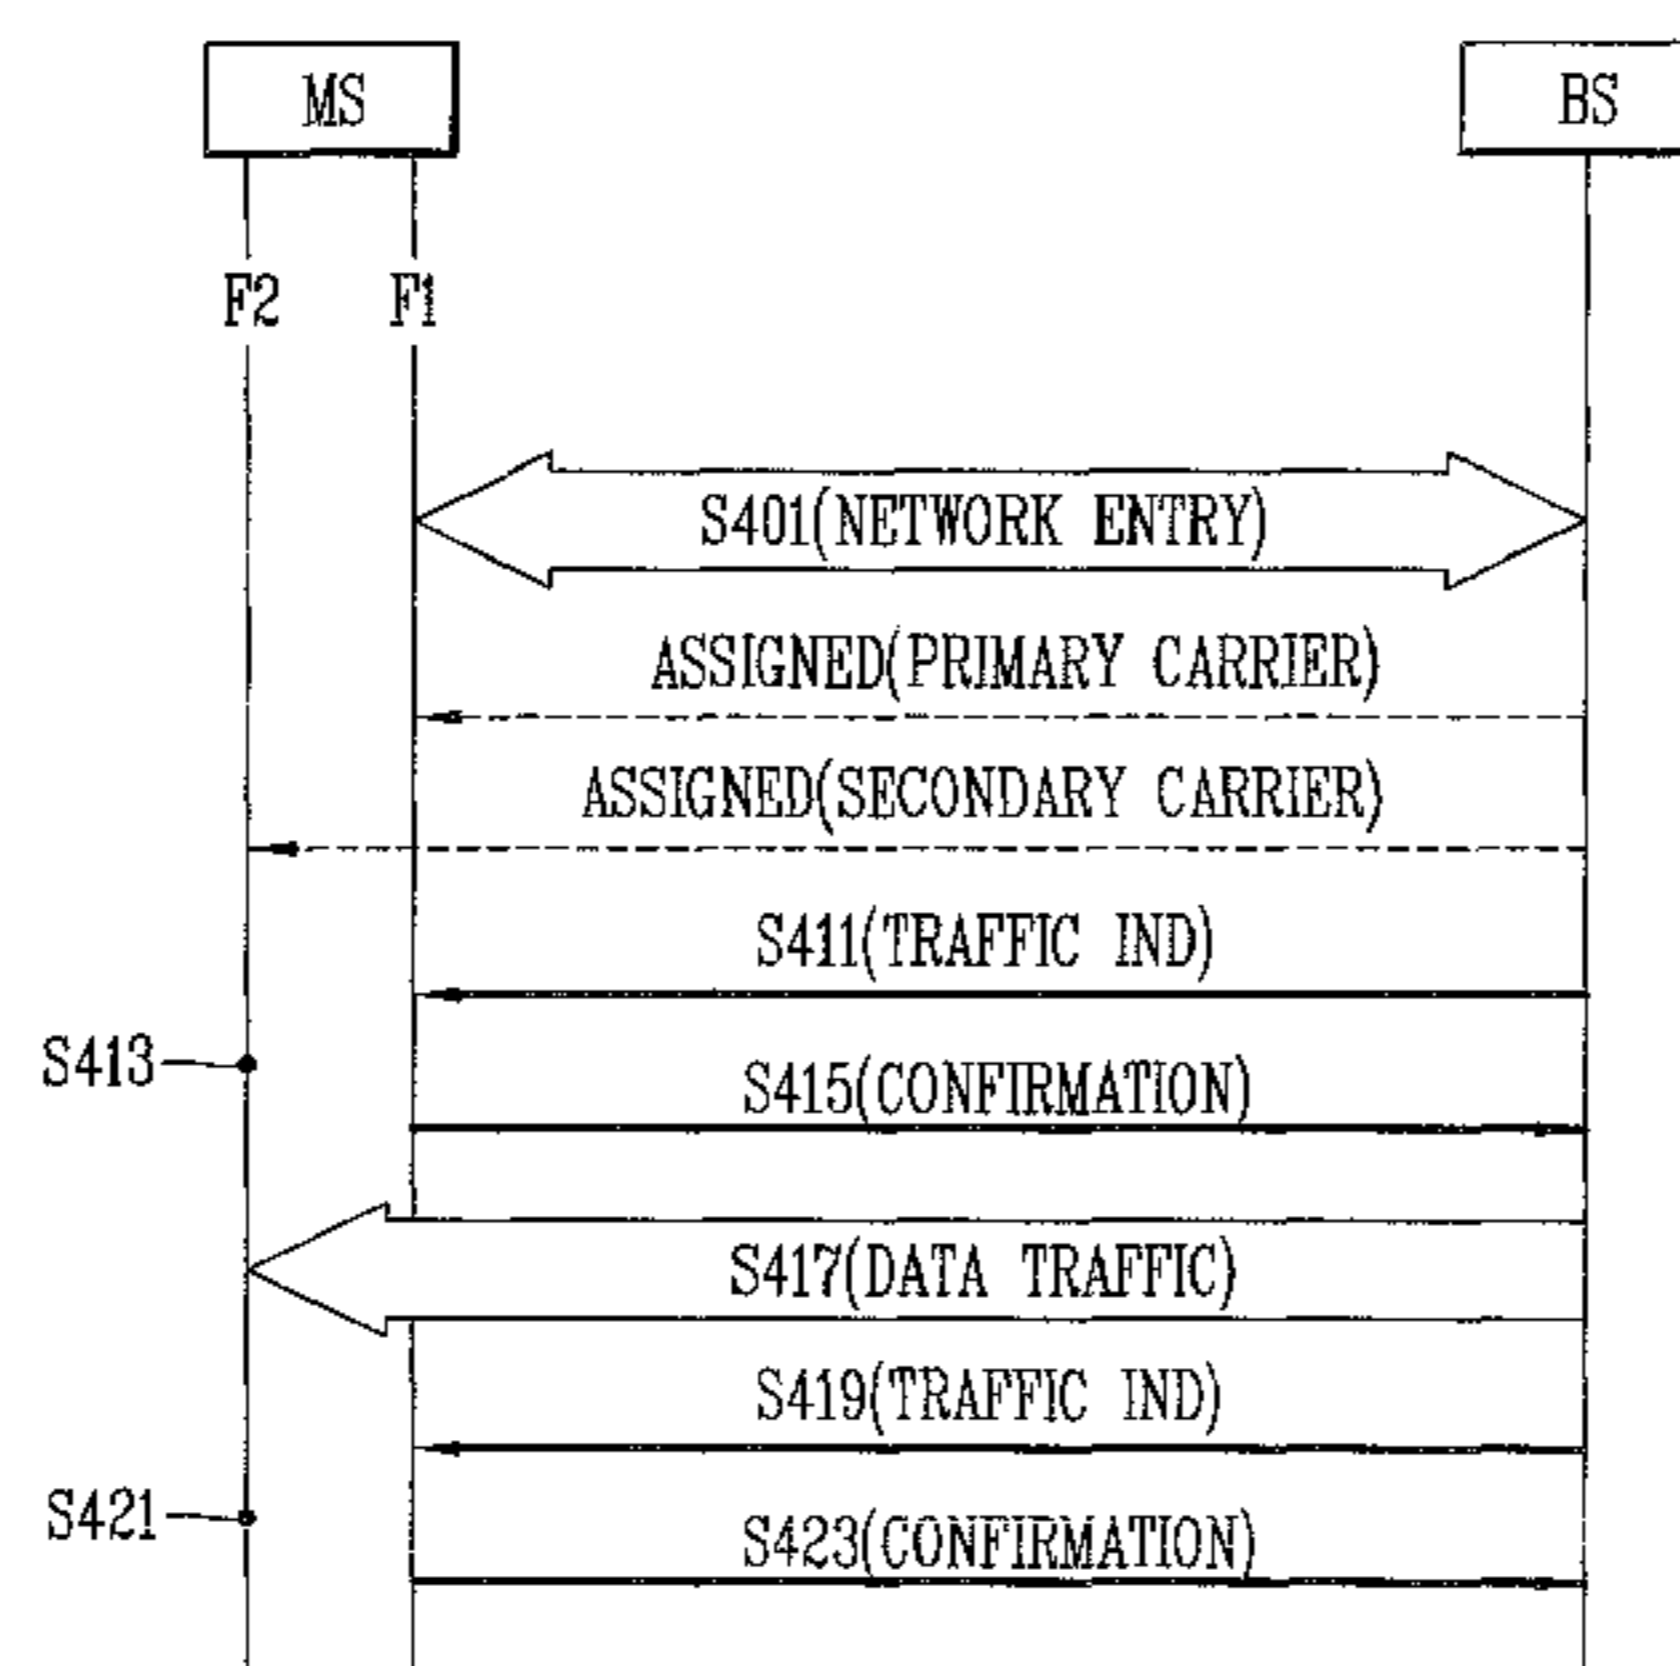 MS BS
F2 F1
S401(NETWORK ENTRY)
ASSIGNED(PRIMARY CARRIER)
ASSIGNED(SECONDARY CARRIER)
S411(TRAFFIC IND)
S413
S415(CONFIRMATION)
S417(DATA TRAFFIC)
S419(TRAFFIC IND)
S421
S423(CONFIRMATION)